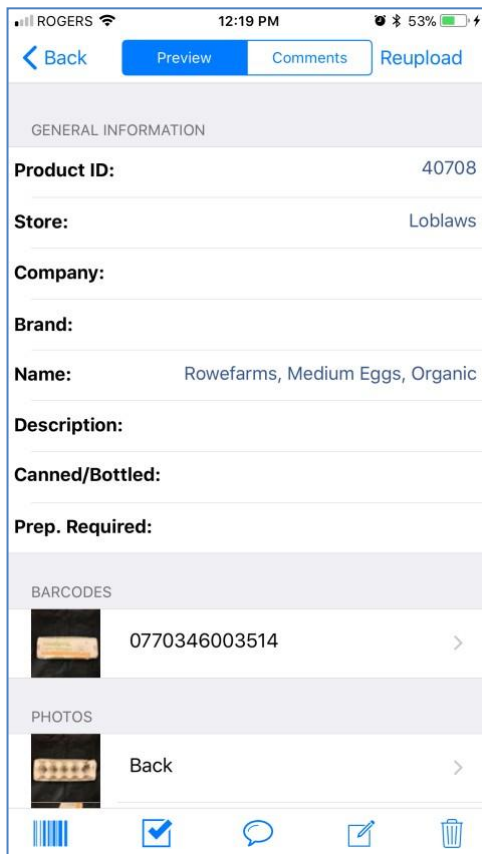 ROGERS 12:19 PM 53%
Back Preview Comments Reupload
GENERAL INFORMATION
Product ID: 40708
Store: Loblaws
Company:
Brand:
Name: Rowefarms, Medium Eggs, Organic
Description:
Canned/Bottled:
Prep. Required:
BARCODES
0770346003514
PHOTOS
Back